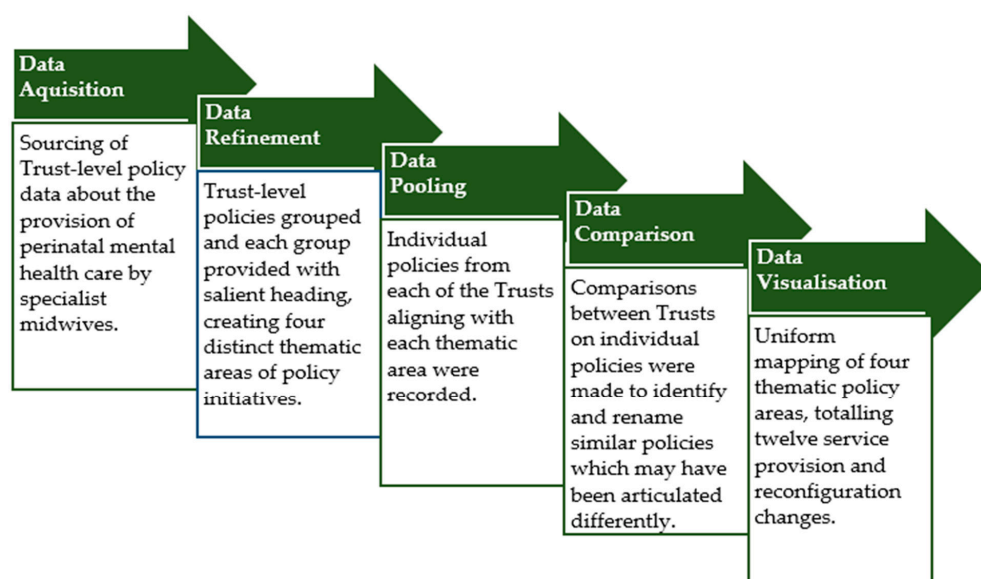 Data
Aquisition
Sourcing of
Trust-level policy
data about the
provision of
perinatal mental
health care by
specialist
midwives.
Data
Refinement
Trust-level
policies grouped
and each group
provided with
salient heading,
creating four
distinct thematic
areas of policy
initiatives.
Data
Pooling
Individual
policies from
each of the Trusts
aligning with
each thematic
area were
recorded.
Data
Comparison
Comparisons
between Trusts
on individual
policies were
made to identify
and rename
similar policies
which may have
been articulated
differently.
Data
Visualisation
Uniform
mapping of four
thematic policy
areas, totalling
twelve service
provision and
reconfiguration
changes.